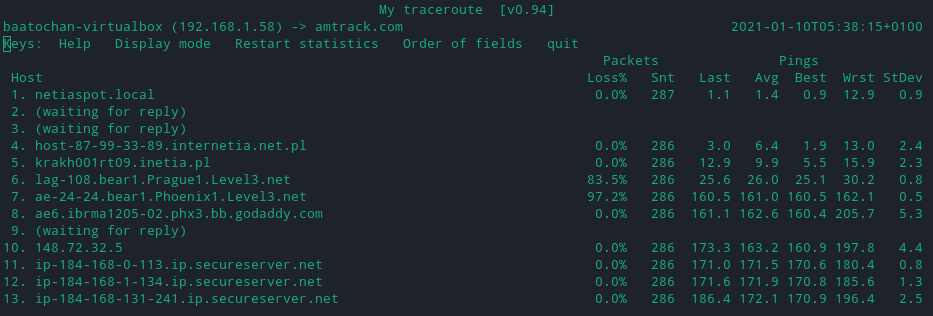 My traceroute  [v0.94]
baatochan-virtualbox (192.168.1.58) -> amtrack.com 2021-01-10T05:38:15+0100
Keys:  Help   Display mode   Restart statistics   Order of fields   quit
Packets Pings
Host Loss% Snt Last Avg Best Wrst StDev
1. netiaspot.local 0.0% 287 1.1 1.4 0.9 12.9 0.9
2. (waiting for reply)
3. (waiting for reply)
4. host-87-99-33-89.internetia.net.pl 0.0% 286 3.0 6.4 1.9 13.0 2.4
5. krakh001rt09.inetia.pl 0.0% 286 12.9 9.9 5.5 15.9 2.3
6. lag-108.bear1.Prague1.Level3.net 83.5% 286 25.6 26.0 25.1 30.2 0.8
7. ae-24-24.bear1.Phoenix1.Level3.net 97.2% 286 160.5 161.0 160.5 162.1 0.5
8. ae6.ibrma1205-02.phx3.bb.godaddy.com 0.0% 286 161.1 162.6 160.4 205.7 5.3
9. (waiting for reply)
10. 148.72.32.5 0.0% 286 173.3 163.2 160.9 197.8 4.4
11. ip-184-168-0-113.ip.secureserver.net 0.0% 286 171.0 171.5 170.6 180.4 0.8
12. ip-184-168-1-134.ip.secureserver.net 0.0% 286 171.6 171.9 170.8 185.6 1.3
13. ip-184-168-131-241.ip.secureserver.net 0.0% 286 186.4 172.1 170.9 196.4 2.5